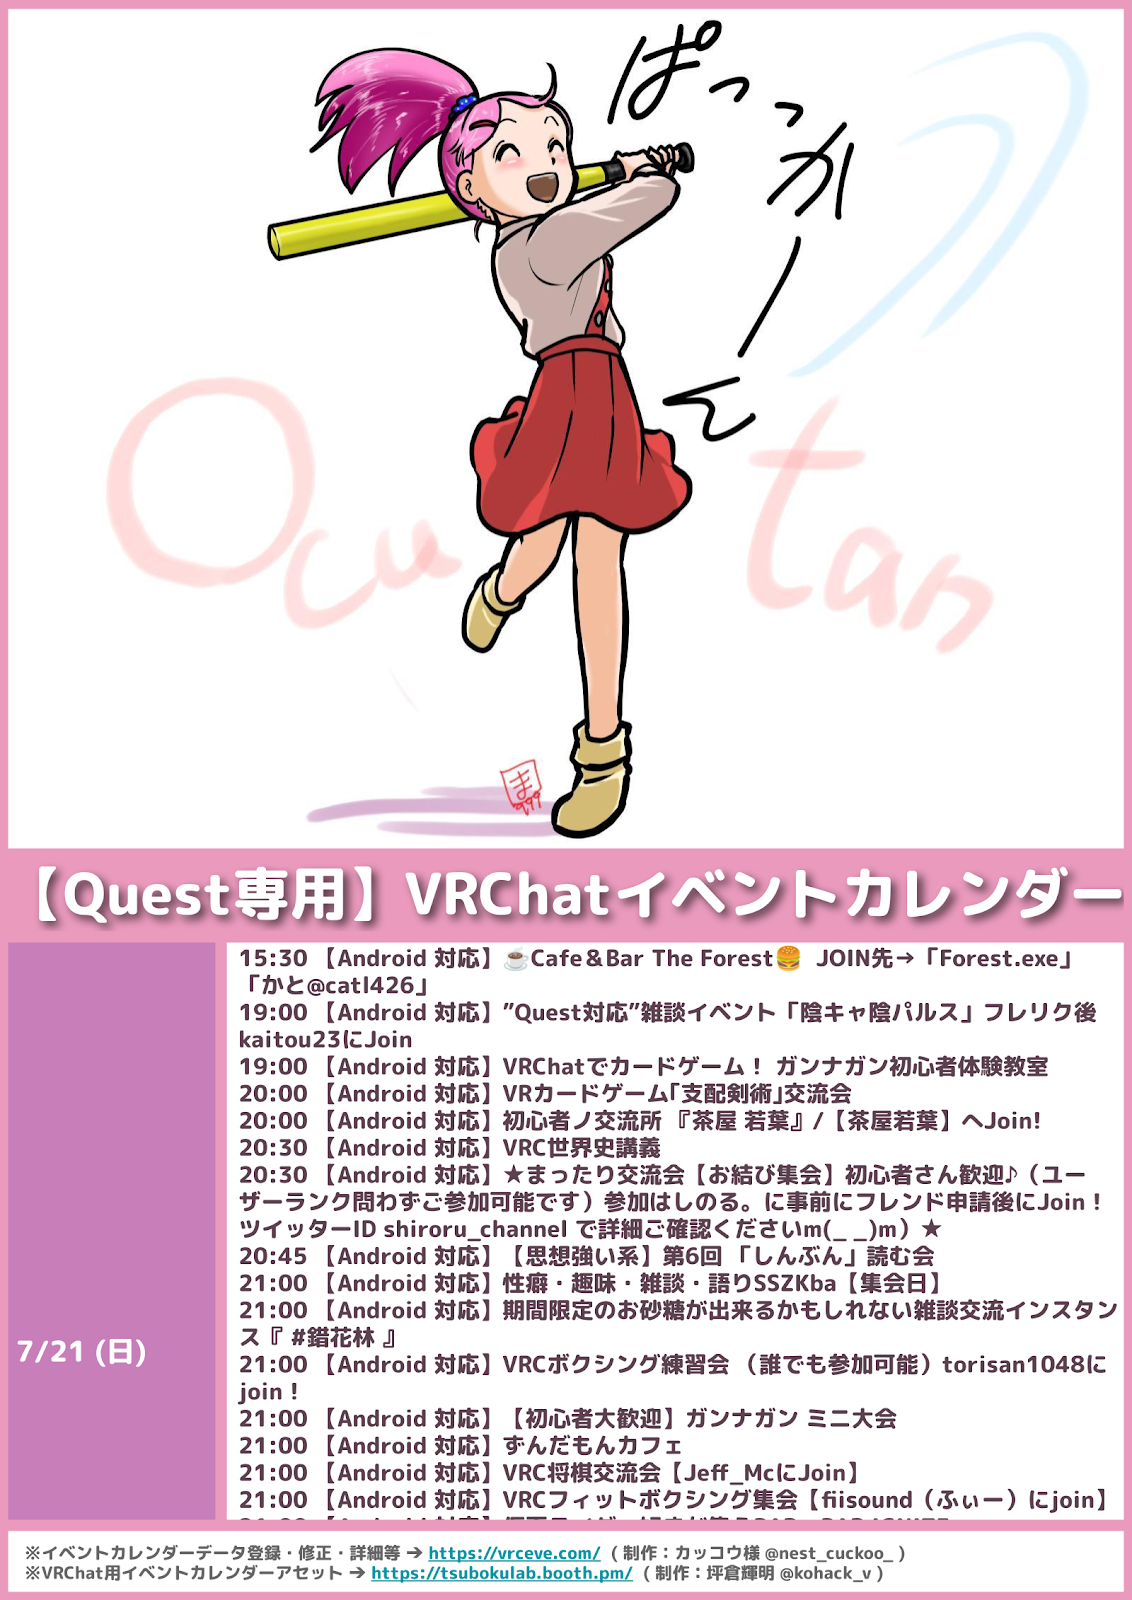 ぱっっかーん
Ocu tan
ま
999
【Quest専用】VRChatイベントカレンダー
7/21 (日)
15:30 【Android 対応】☕Cafe＆Bar The Forest🍔 JOIN先→「Forest.exe」
「かと@catl426」
19:00 【Android 対応】”Quest対応”雑談イベント「陰キャ陰パルス」フレリク後
kaitou23にJoin
19:00 【Android 対応】VRChatでカードゲーム！ ガンナガン初心者体験教室
20:00 【Android 対応】VRカードゲーム｢支配剣術｣交流会
20:00 【Android 対応】初心者ノ交流所 『茶屋 若葉』/【茶屋若葉】へJoin!
20:30 【Android 対応】VRC世界史講義
20:30 【Android 対応】★まったり交流会【お結び集会】初心者さん歓迎♪（ユー
ザーランク問わずご参加可能です）参加はしのる。に事前にフレンド申請後にJoin！
ツイッターID shiroru_channel で詳細ご確認くださいm(_ _)m）★
20:45 【Android 対応】【思想強い系】第6回 「しんぶん」読む会
21:00 【Android 対応】性癖・趣味・雑談・語りSSZKba【集会日】
21:00 【Android 対応】期間限定のお砂糖が出来るかもしれない雑談交流インスタン
ス『 #錯花林 』
21:00 【Android 対応】VRCボクシング練習会 （誰でも参加可能）torisan1048に
join！
21:00 【Android 対応】【初心者大歓迎】ガンナガン ミニ大会
21:00 【Android 対応】ずんだもんカフェ
21:00 【Android 対応】VRC将棋交流会【Jeff_McにJoin】
21:00 【Android 対応】VRCフィットボクシング集会【fiisound（ふぃー）にjoin】
※イベントカレンダーデータ登録・修正・詳細等 → https://vrceve.com/ ( 制作：カッコウ様 @nest_cuckoo_ )
※VRChat用イベントカレンダーアセット → https://tsubokulab.booth.pm/ ( 制作：坪倉輝明 @kohack_v )